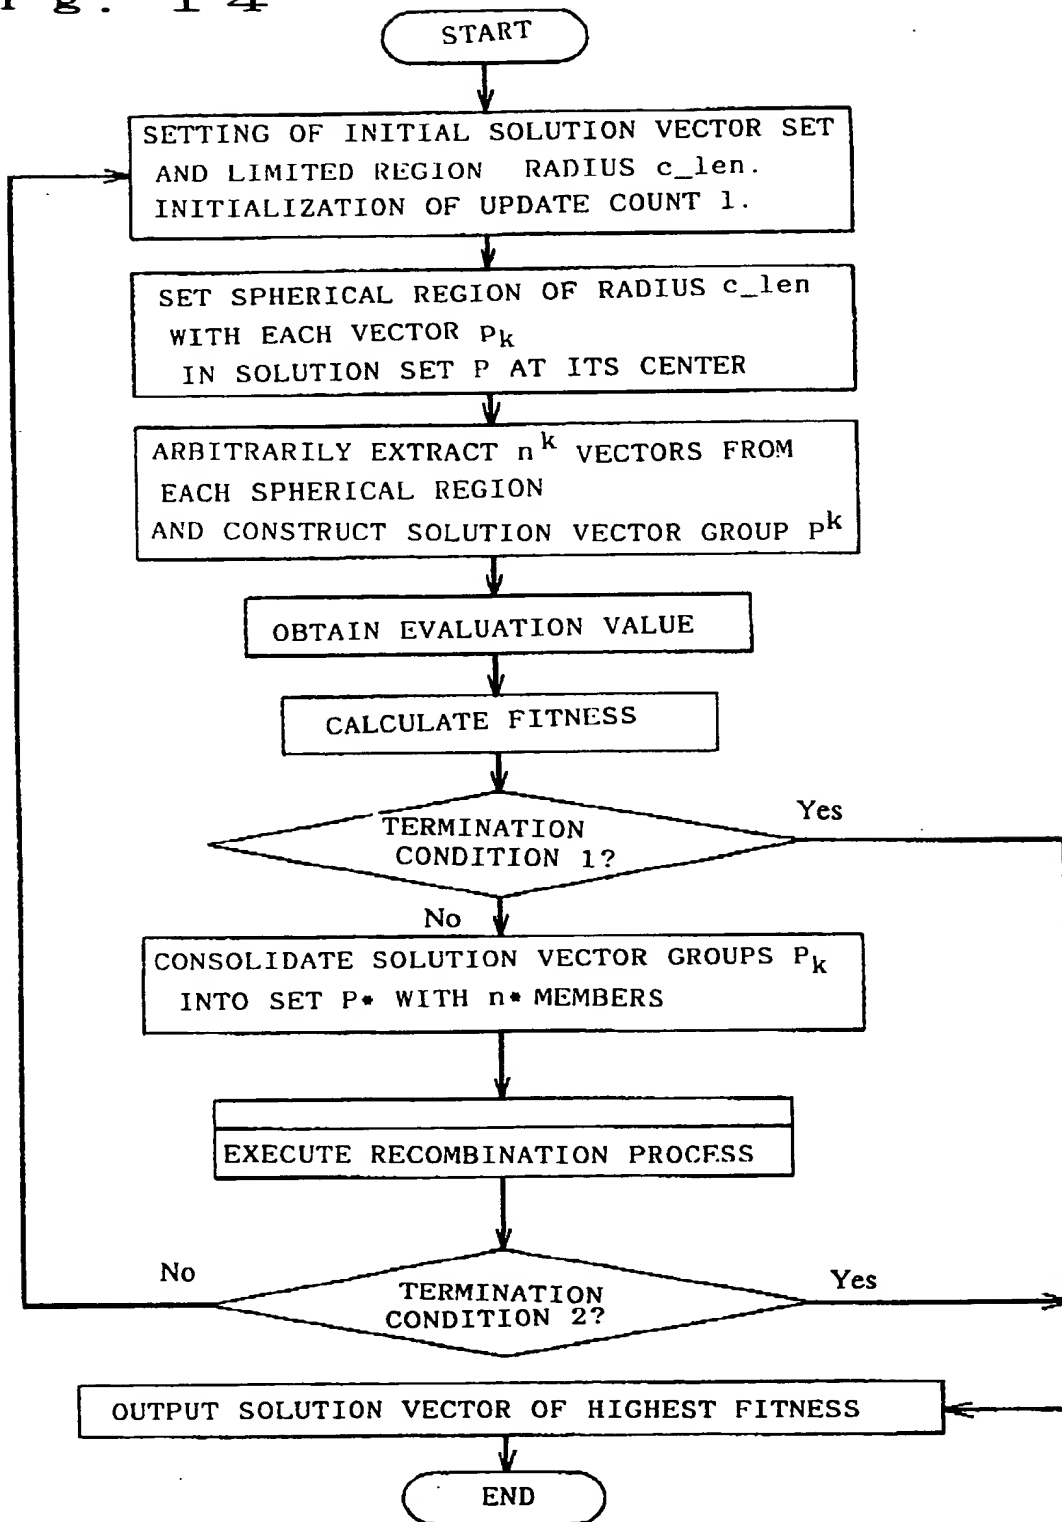 g. 14
START
SETTING OF INITIAL SOLUTION VECTOR SET
AND LIMITED REGION RADIUS c_len.
INITIALIZATION OF UPDATE COUNT l.
SET SPHERICAL REGION OF RADIUS c_len
WITH EACH VECTOR Pk
IN SOLUTION SET P AT ITS CENTER
ARBITRARILY EXTRACT n^k VECTORS FROM
EACH SPHERICAL REGION
AND CONSTRUCT SOLUTION VECTOR GROUP P^k
OBTAIN EVALUATION VALUE
CALCULATE FITNESS
TERMINATION
CONDITION 1?
Yes
No
CONSOLIDATE SOLUTION VECTOR GROUPS Pk
INTO SET P* WITH n* MEMBERS
EXECUTE RECOMBINATION PROCESS
No
TERMINATION
CONDITION 2?
Yes
OUTPUT SOLUTION VECTOR OF HIGHEST FITNESS
END